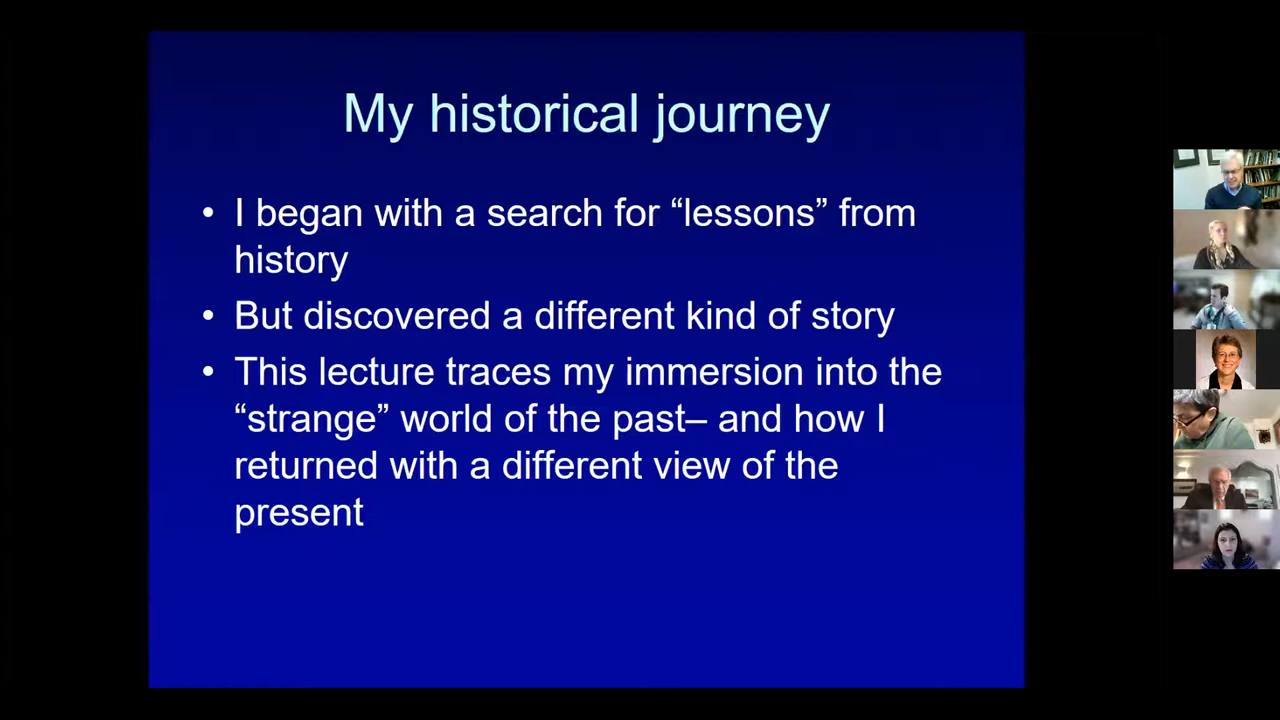 My historical journey
• I began with a search for “lessons” from
history
• But discovered a different kind of story
• This lecture traces my immersion into the
“strange” world of the past– and how I
returned with a different view of the
present